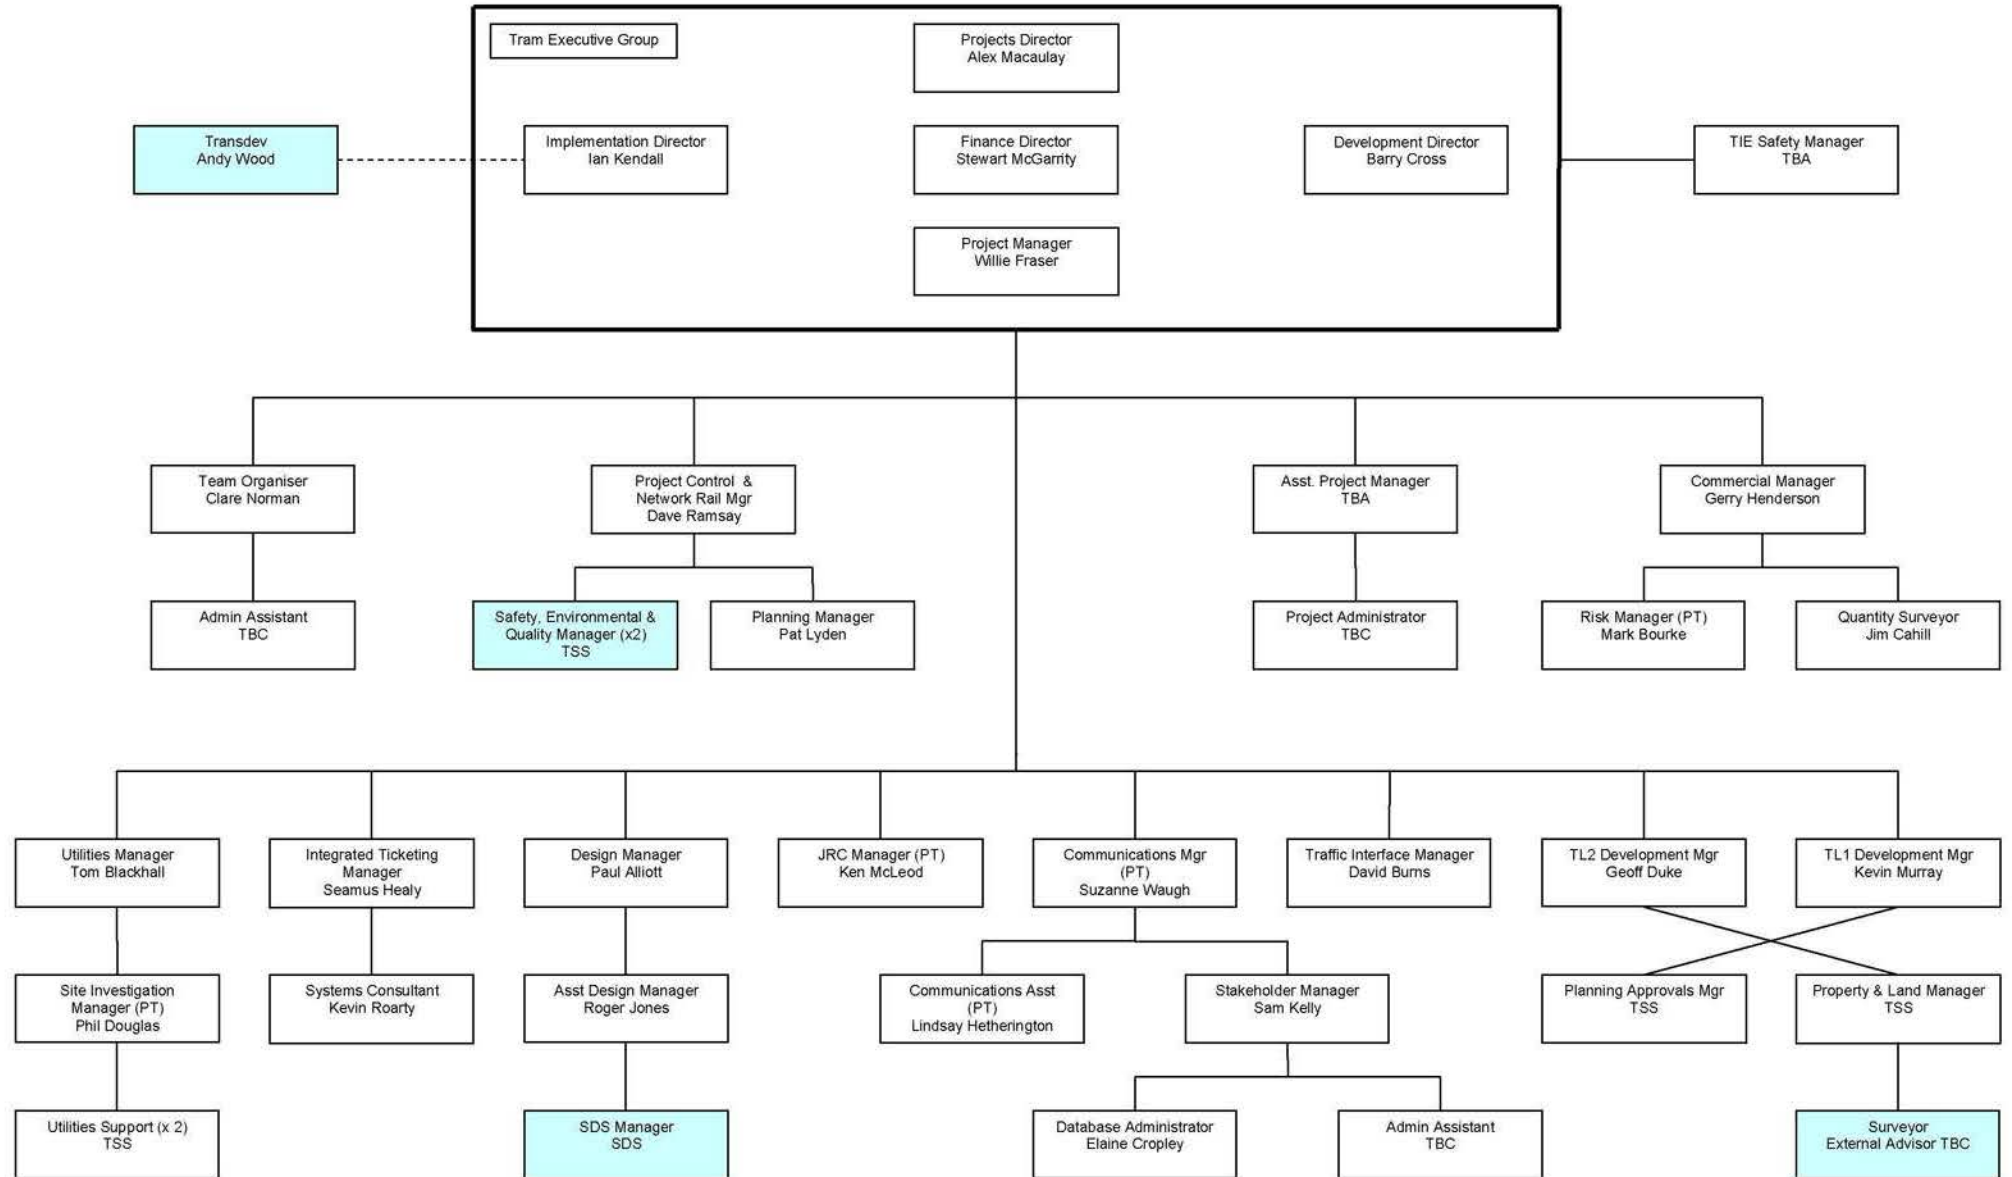 Tram Executive Group
Projects Director
Alex Macaulay
Transdev
Andy Wood
Implementation Director
Ian Kendall
Finance Director
Stewart McGarrity
Development Director
Barry Cross
TIE Safety Manager
TBA
Project Manager
Willie Fraser
Team Organiser
Clare Norman
Project Control &
Network Rail Mgr
Dave Ramsay
Asst. Project Manager
TBA
Commercial Manager
Gerry Henderson
Admin Assistant
TBC
Safety, Environmental &
Quality Manager (x2)
TSS
Planning Manager
Pat Lyden
Project Administrator
TBC
Risk Manager (PT)
Mark Bourke
Quantity Surveyor
Jim Cahill
Utilities Manager
Tom Blackhall
Integrated Ticketing
Manager
Seamus Healy
Design Manager
Paul Alliott
JRC Manager (PT)
Ken McLeod
Communications Mgr
(PT)
Suzanne Waugh
Traffic Interface Manager
David Burns
TL2 Development Mgr
Geoff Duke
TL1 Development Mgr
Kevin Murray
Site Investigation
Manager (PT)
Phil Douglas
Systems Consultant
Kevin Roarty
Asst Design Manager
Roger Jones
Communications Asst
(PT)
Lindsay Hetherington
Stakeholder Manager
Sam Kelly
Planning Approvals Mgr
TSS
Property & Land Manager
TSS
Utilities Support (x 2)
TSS
SDS Manager
SDS
Database Administrator
Elaine Cropley
Admin Assistant
TBC
Surveyor
External Advisor TBC